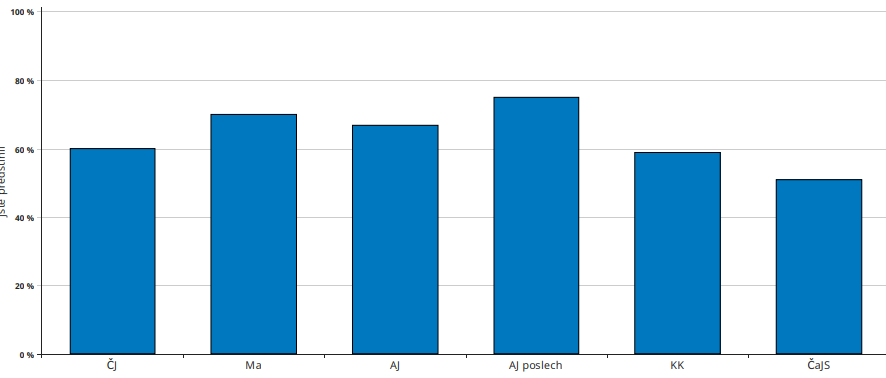 100 %
80 %
60 %
40 %
20 %
0 %
ČJ
Ma
AJ
AJ poslech
KK
ČaJS